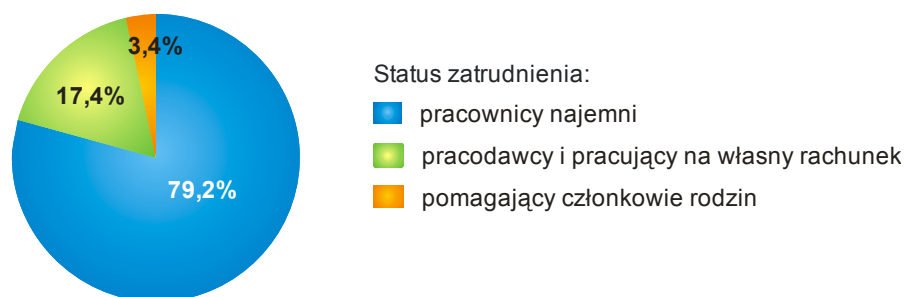 3,4%
17,4%
79,2%
Status zatrudnienia:
pracownicy najemni
pracodawcy i pracujący na własny rachunek
pomagający członkowie rodzin